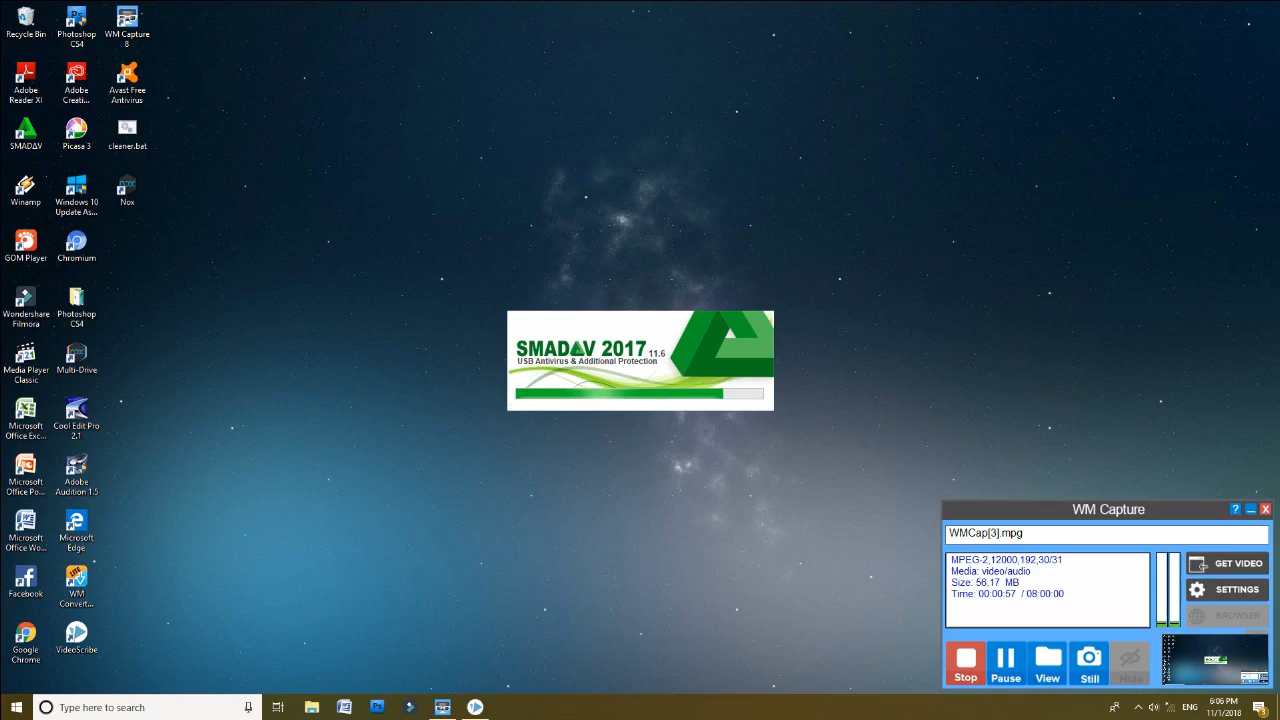 Recycle Bin
Photoshop
CS4
WM Capture
8
Adobe
Reader XI
Adobe
Creati...
Avast Free
Antivirus
SMADΔV
Picasa 3
cleaner.bat
Winamp
Windows 10
Update As...
Nox
GOM Player
Chromium
Wondershare
Filmora
Photoshop
CS4
Media Player
Classic
Multi-Drive
Microsoft
Office Exc...
Cool Edit Pro
2.1
Microsoft
Office Po...
Adobe
Audition 1.5
Microsoft
Office Wo...
Microsoft
Edge
Facebook
WM
Convert...
Google
Chrome
VideoScribe
SMADΔV 2017 11.6
USB Antivirus & Additional Protection
WM Capture
WMCap[3].mpg
MPEG-2,12000,192,30/31
Media: video/audio
Size: 56.17 MB
Time: 00:00:57 / 08:00:00
GET VIDEO
SETTINGS
BROWSER
Stop
Pause
View
Still
Hide
Type here to search
ENG
6:06 PM
11/1/2018
3